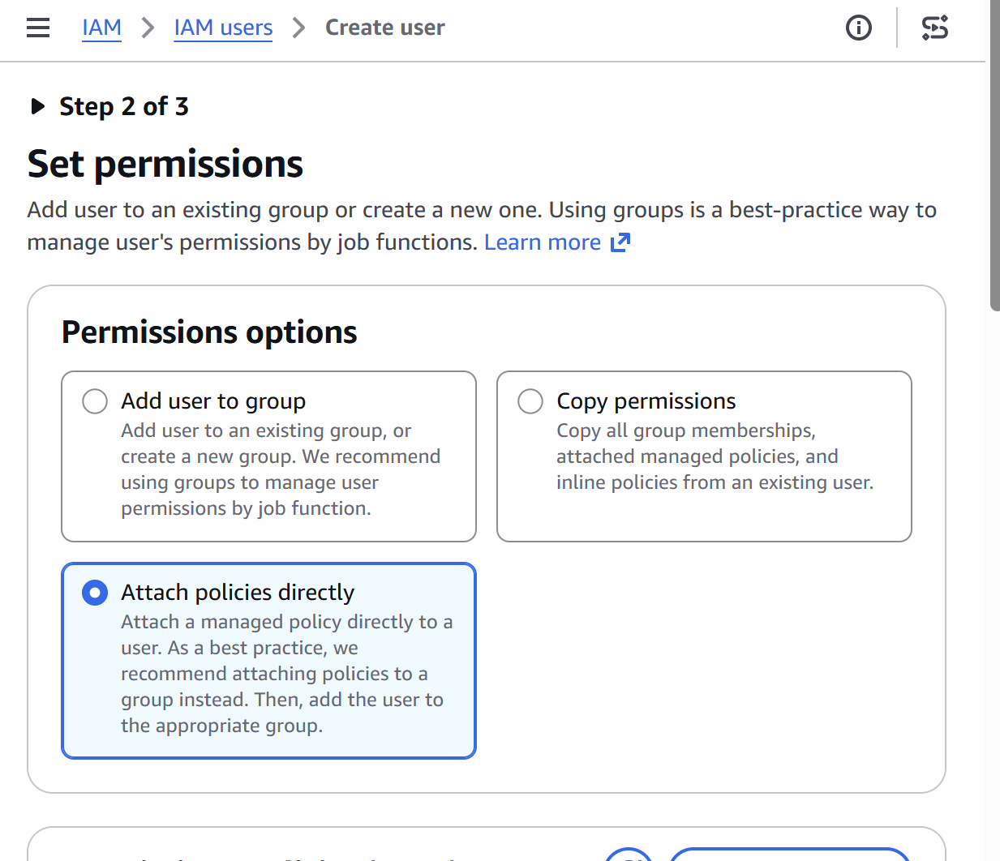 IAM > IAM users > Create user
Step 2 of 3
Set permissions
Add user to an existing group or create a new one. Using groups is a best-practice way to
manage user's permissions by job functions. Learn more
Permissions options
Add user to group
Add user to an existing group, or
create a new group. We recommend
using groups to manage user
permissions by job function.
Copy permissions
Copy all group memberships,
attached managed policies, and
inline policies from an existing user.
Attach policies directly
Attach a managed policy directly to a
user. As a best practice, we
recommend attaching policies to a
group instead. Then, add the user to
the appropriate group.